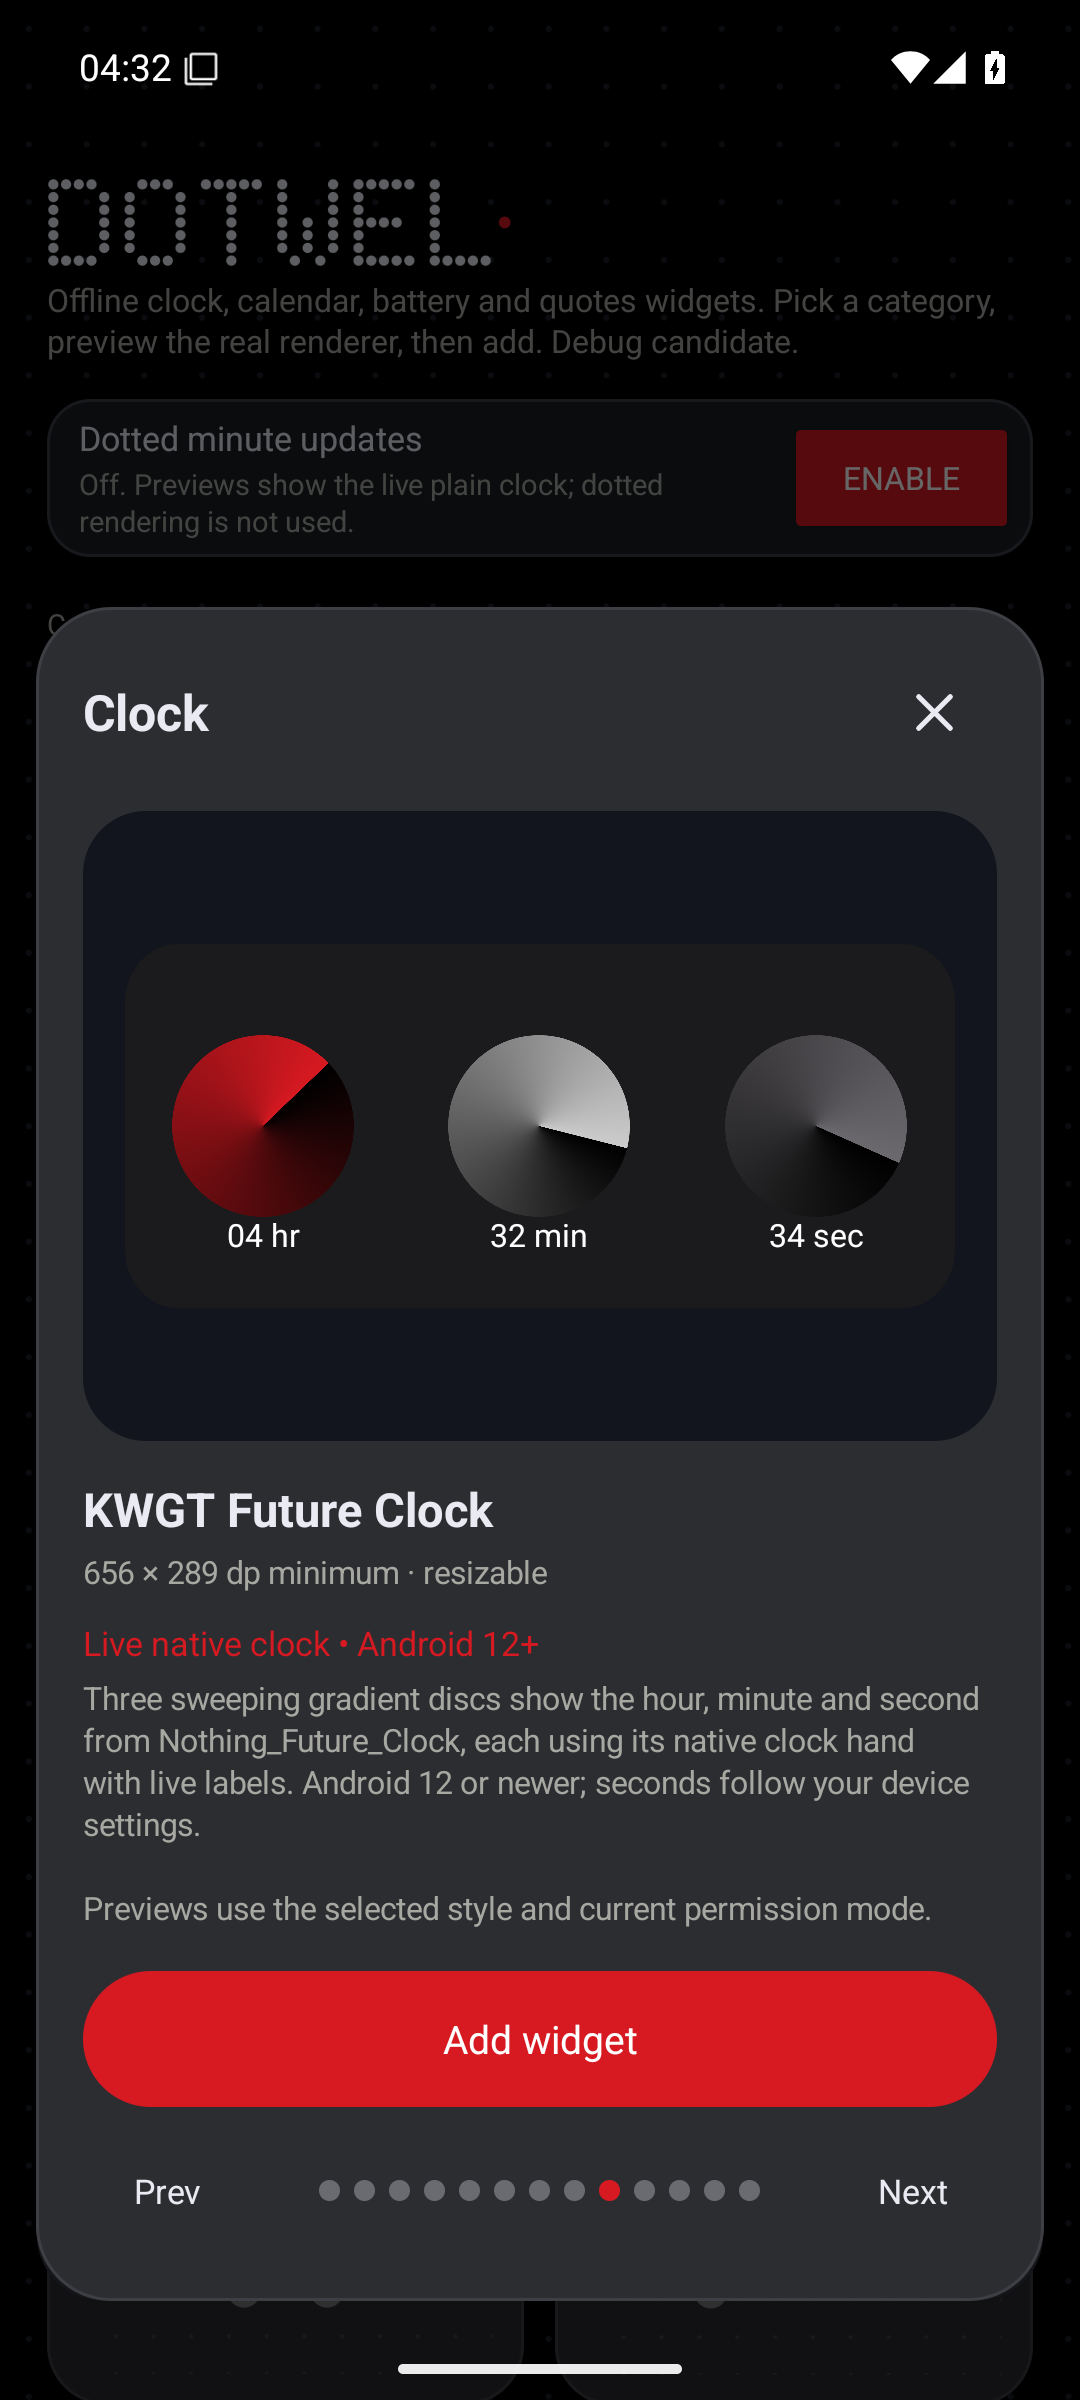 04:32
DOTWEL.
Offline clock, calendar, battery and quotes widgets. Pick a category,
preview the real renderer, then add. Debug candidate.
Dotted minute updates
Off. Previews show the live plain clock; dotted
rendering is not used.
ENABLE
Clock
04 hr
32 min
34 sec
KWGT Future Clock
656 × 289 dp minimum · resizable
Live native clock • Android 12+
Three sweeping gradient discs show the hour, minute and second
from Nothing_Future_Clock, each using its native clock hand
with live labels. Android 12 or newer; seconds follow your device
settings.
Previews use the selected style and current permission mode.
Add widget
Prev
Next